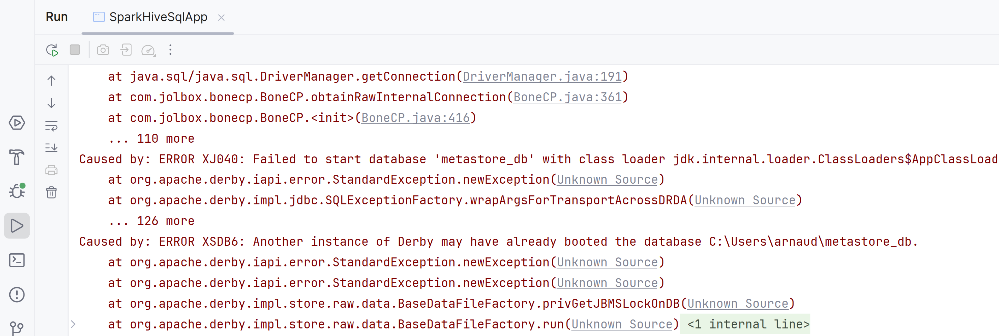 Run SparkHiveSqlApp
at java.sql/java.sql.DriverManager.getConnection(DriverManager.java:191)
at com.jolbox.bonecp.BoneCP.obtainRawInternalConnection(BoneCP.java:361)
at com.jolbox.bonecp.BoneCP.<init>(BoneCP.java:416)
... 110 more
Caused by: ERROR XJ040: Failed to start database 'metastore_db' with class loader jdk.internal.loader.ClassLoaders$AppClassLoad
at org.apache.derby.iapi.error.StandardException.newException(Unknown Source)
at org.apache.derby.impl.jdbc.SQLExceptionFactory.wrapArgsForTransportAcrossDRDA(Unknown Source)
... 126 more
Caused by: ERROR XSDB6: Another instance of Derby may have already booted the database C:\Users\arnaud\metastore_db.
at org.apache.derby.iapi.error.StandardException.newException(Unknown Source)
at org.apache.derby.iapi.error.StandardException.newException(Unknown Source)
at org.apache.derby.impl.store.raw.data.BaseDataFileFactory.privGetJBMSLockOnDB(Unknown Source)
at org.apache.derby.impl.store.raw.data.BaseDataFileFactory.run(Unknown Source) <1 internal line>